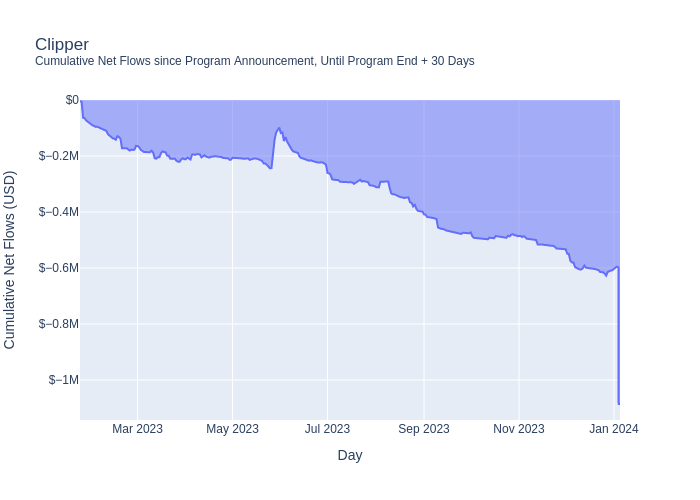 Clipper
Cumulative Net Flows since Program Announcement, Until Program End + 30 Days
$0
$−0.2M
$−0.4M
$−0.6M
$−0.8M
$−1M
Cumulative Net Flows (USD)
Mar 2023
May 2023
Jul 2023
Sep 2023
Nov 2023
Jan 2024
Day